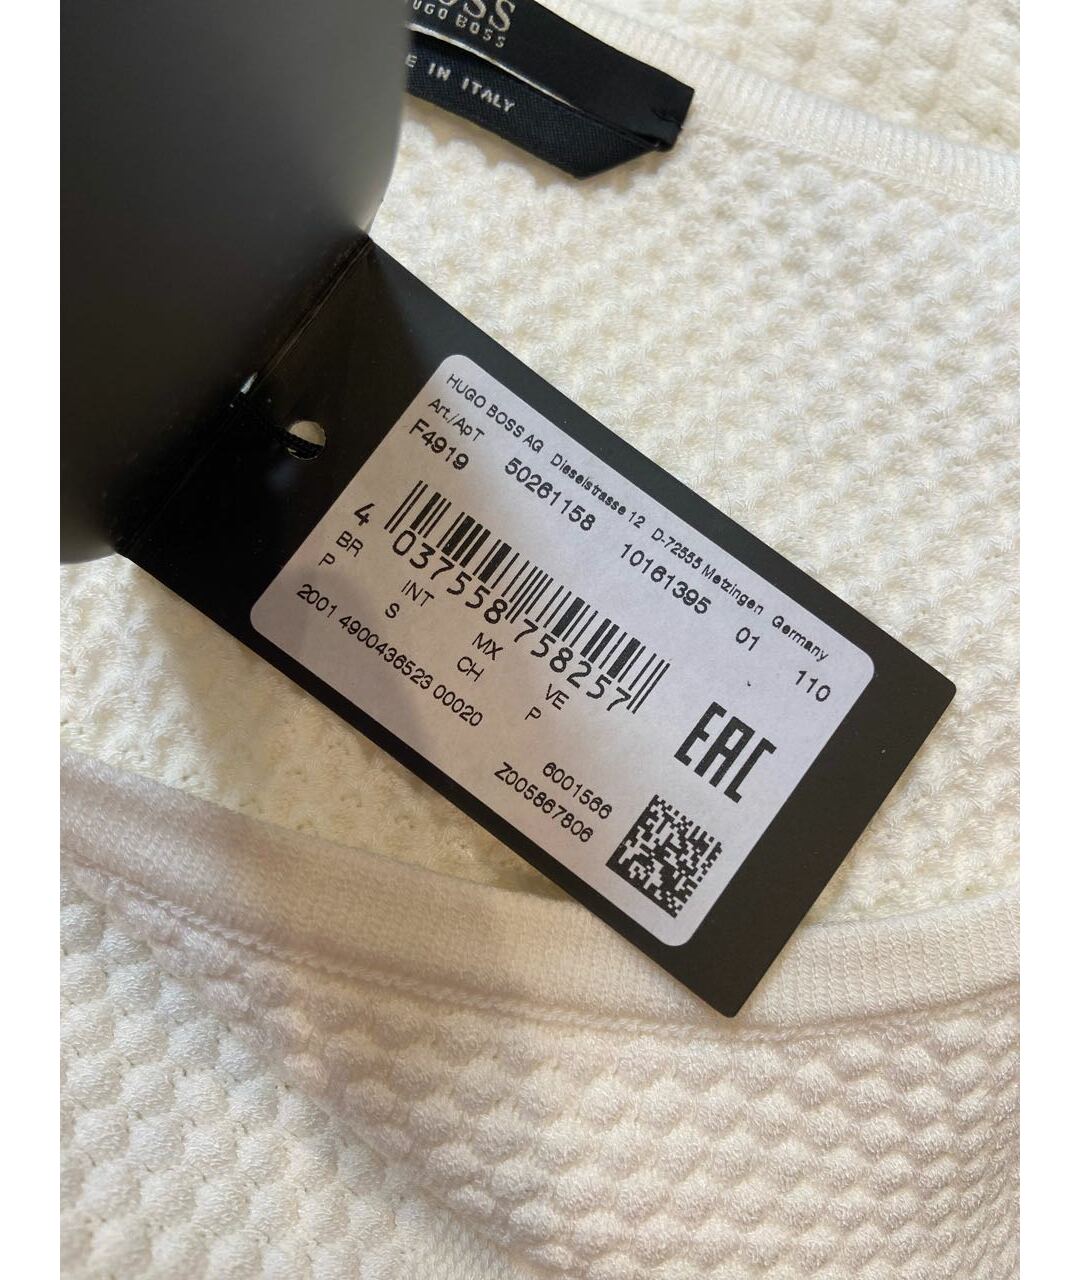 HUGO BOSS
E IN ITALY
HUGO BOSS AG Dieselstrasse 12 D-72555 Metzingen Germany
Art./АрТ
F4919 50261158 10161395 01 110
4 037558 758257
BR INT MX VE
P S CH P
2001 4900436523 00020
EAC
6001566
Z005867806